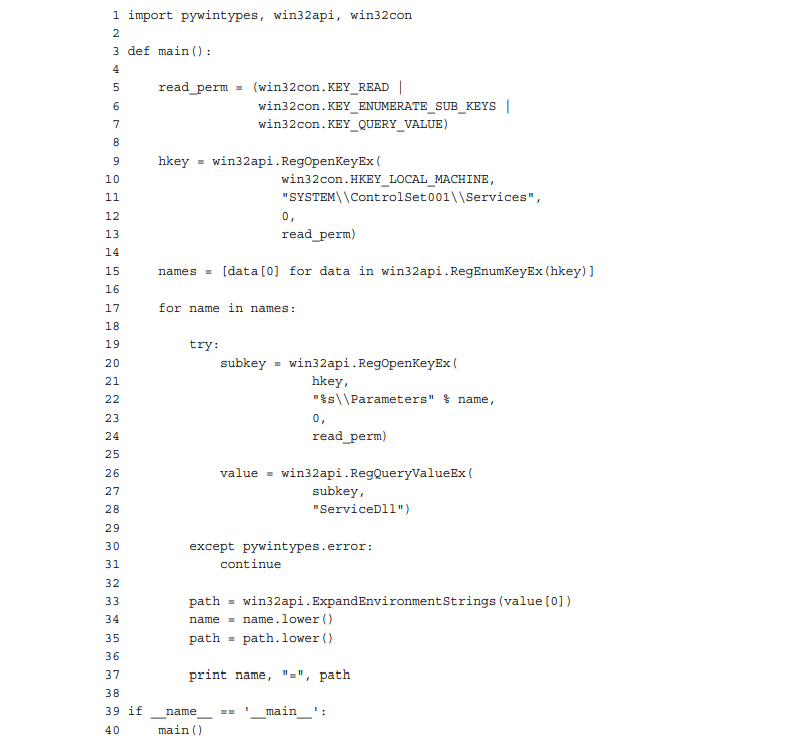 1 import pywintypes, win32api, win32con
2
3 def main():
4
5     read_perm = (win32con.KEY_READ |
6                  win32con.KEY_ENUMERATE_SUB_KEYS |
7                  win32con.KEY_QUERY_VALUE)
8
9     hkey = win32api.RegOpenKeyEx(
10                     win32con.HKEY_LOCAL_MACHINE,
11                     "SYSTEM\\ControlSet001\\Services",
12                     0,
13                     read_perm)
14
15     names = [data[0] for data in win32api.RegEnumKeyEx(hkey)]
16
17     for name in names:
18
19         try:
20             subkey = win32api.RegOpenKeyEx(
21                         hkey,
22                         "%s\\Parameters" % name,
23                         0,
24                         read_perm)
25
26             value = win32api.RegQueryValueEx(
27                         subkey,
28                         "ServiceDll")
29
30         except pywintypes.error:
31             continue
32
33         path = win32api.ExpandEnvironmentStrings(value[0])
34         name = name.lower()
35         path = path.lower()
36
37         print name, "=", path
38
39 if __name__ == '__main__':
40     main()